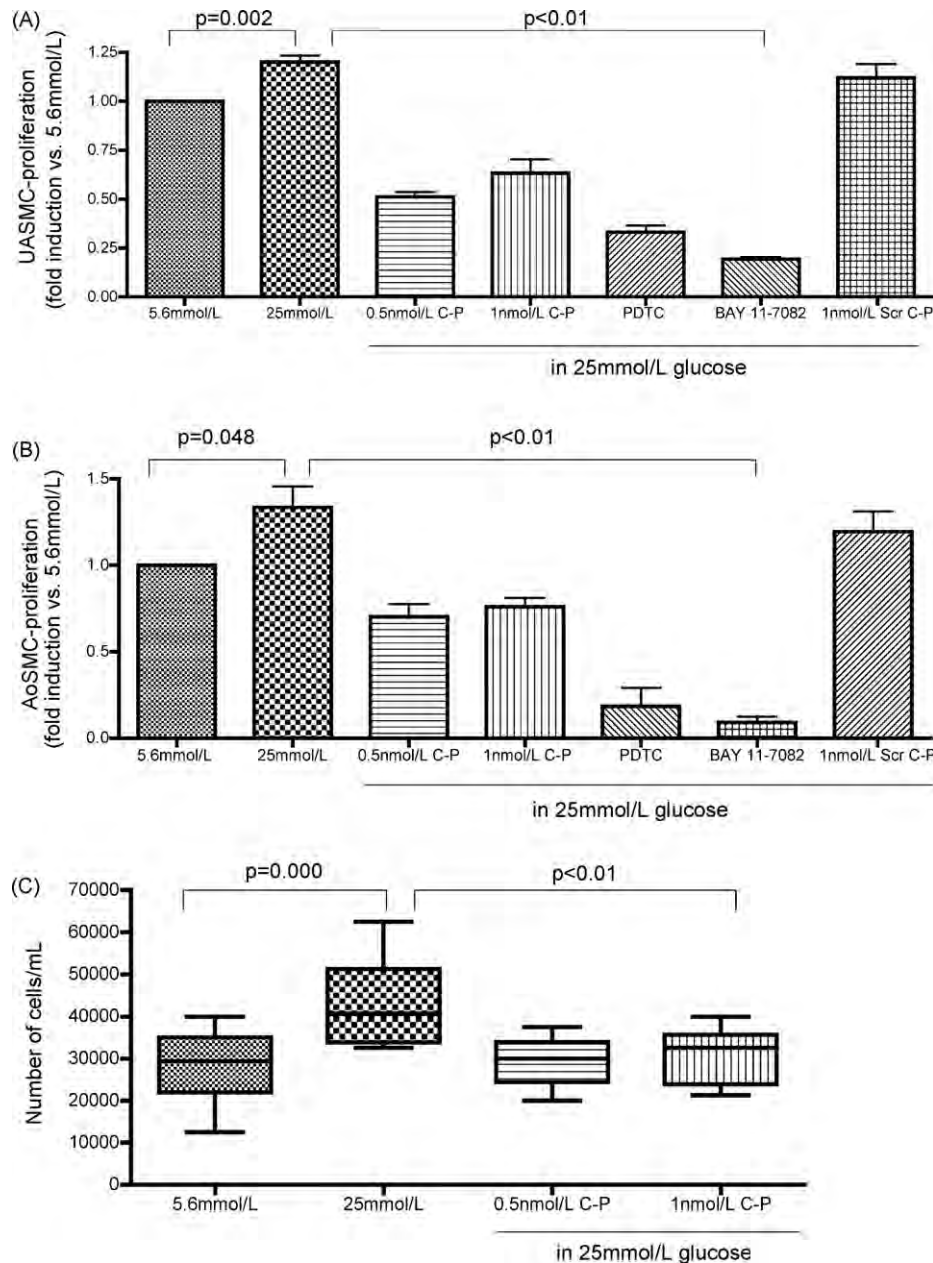 (A)
p=0.002
p<0.01
UASMC-proliferation
(fold induction vs. 5.6mmol/L)
1.25
1.00
0.75
0.50
0.25
0.00
5.6mmol/L
25mmol/L
0.5nmol/L C-P
1nmol/L C-P
PDTC
BAY 11-7082
1nmol/L Scr C-P
in 25mmol/L glucose
(B)
p=0.048
p<0.01
AoSMC-proliferation
(fold induction vs. 5.6mmol/L)
1.5
1.0
0.5
0.0
5.6mmol/L
25mmol/L
0.5nmol/L C-P
1nmol/L C-P
PDTC
BAY 11-7082
1nmol/L Scr C-P
in 25mmol/L glucose
(C)
p=0.000
p<0.01
Number of cells/mL
70000
60000
50000
40000
30000
20000
10000
0
5.6mmol/L
25mmol/L
0.5nmol/L C-P
1nmol/L C-P
in 25mmol/L glucose